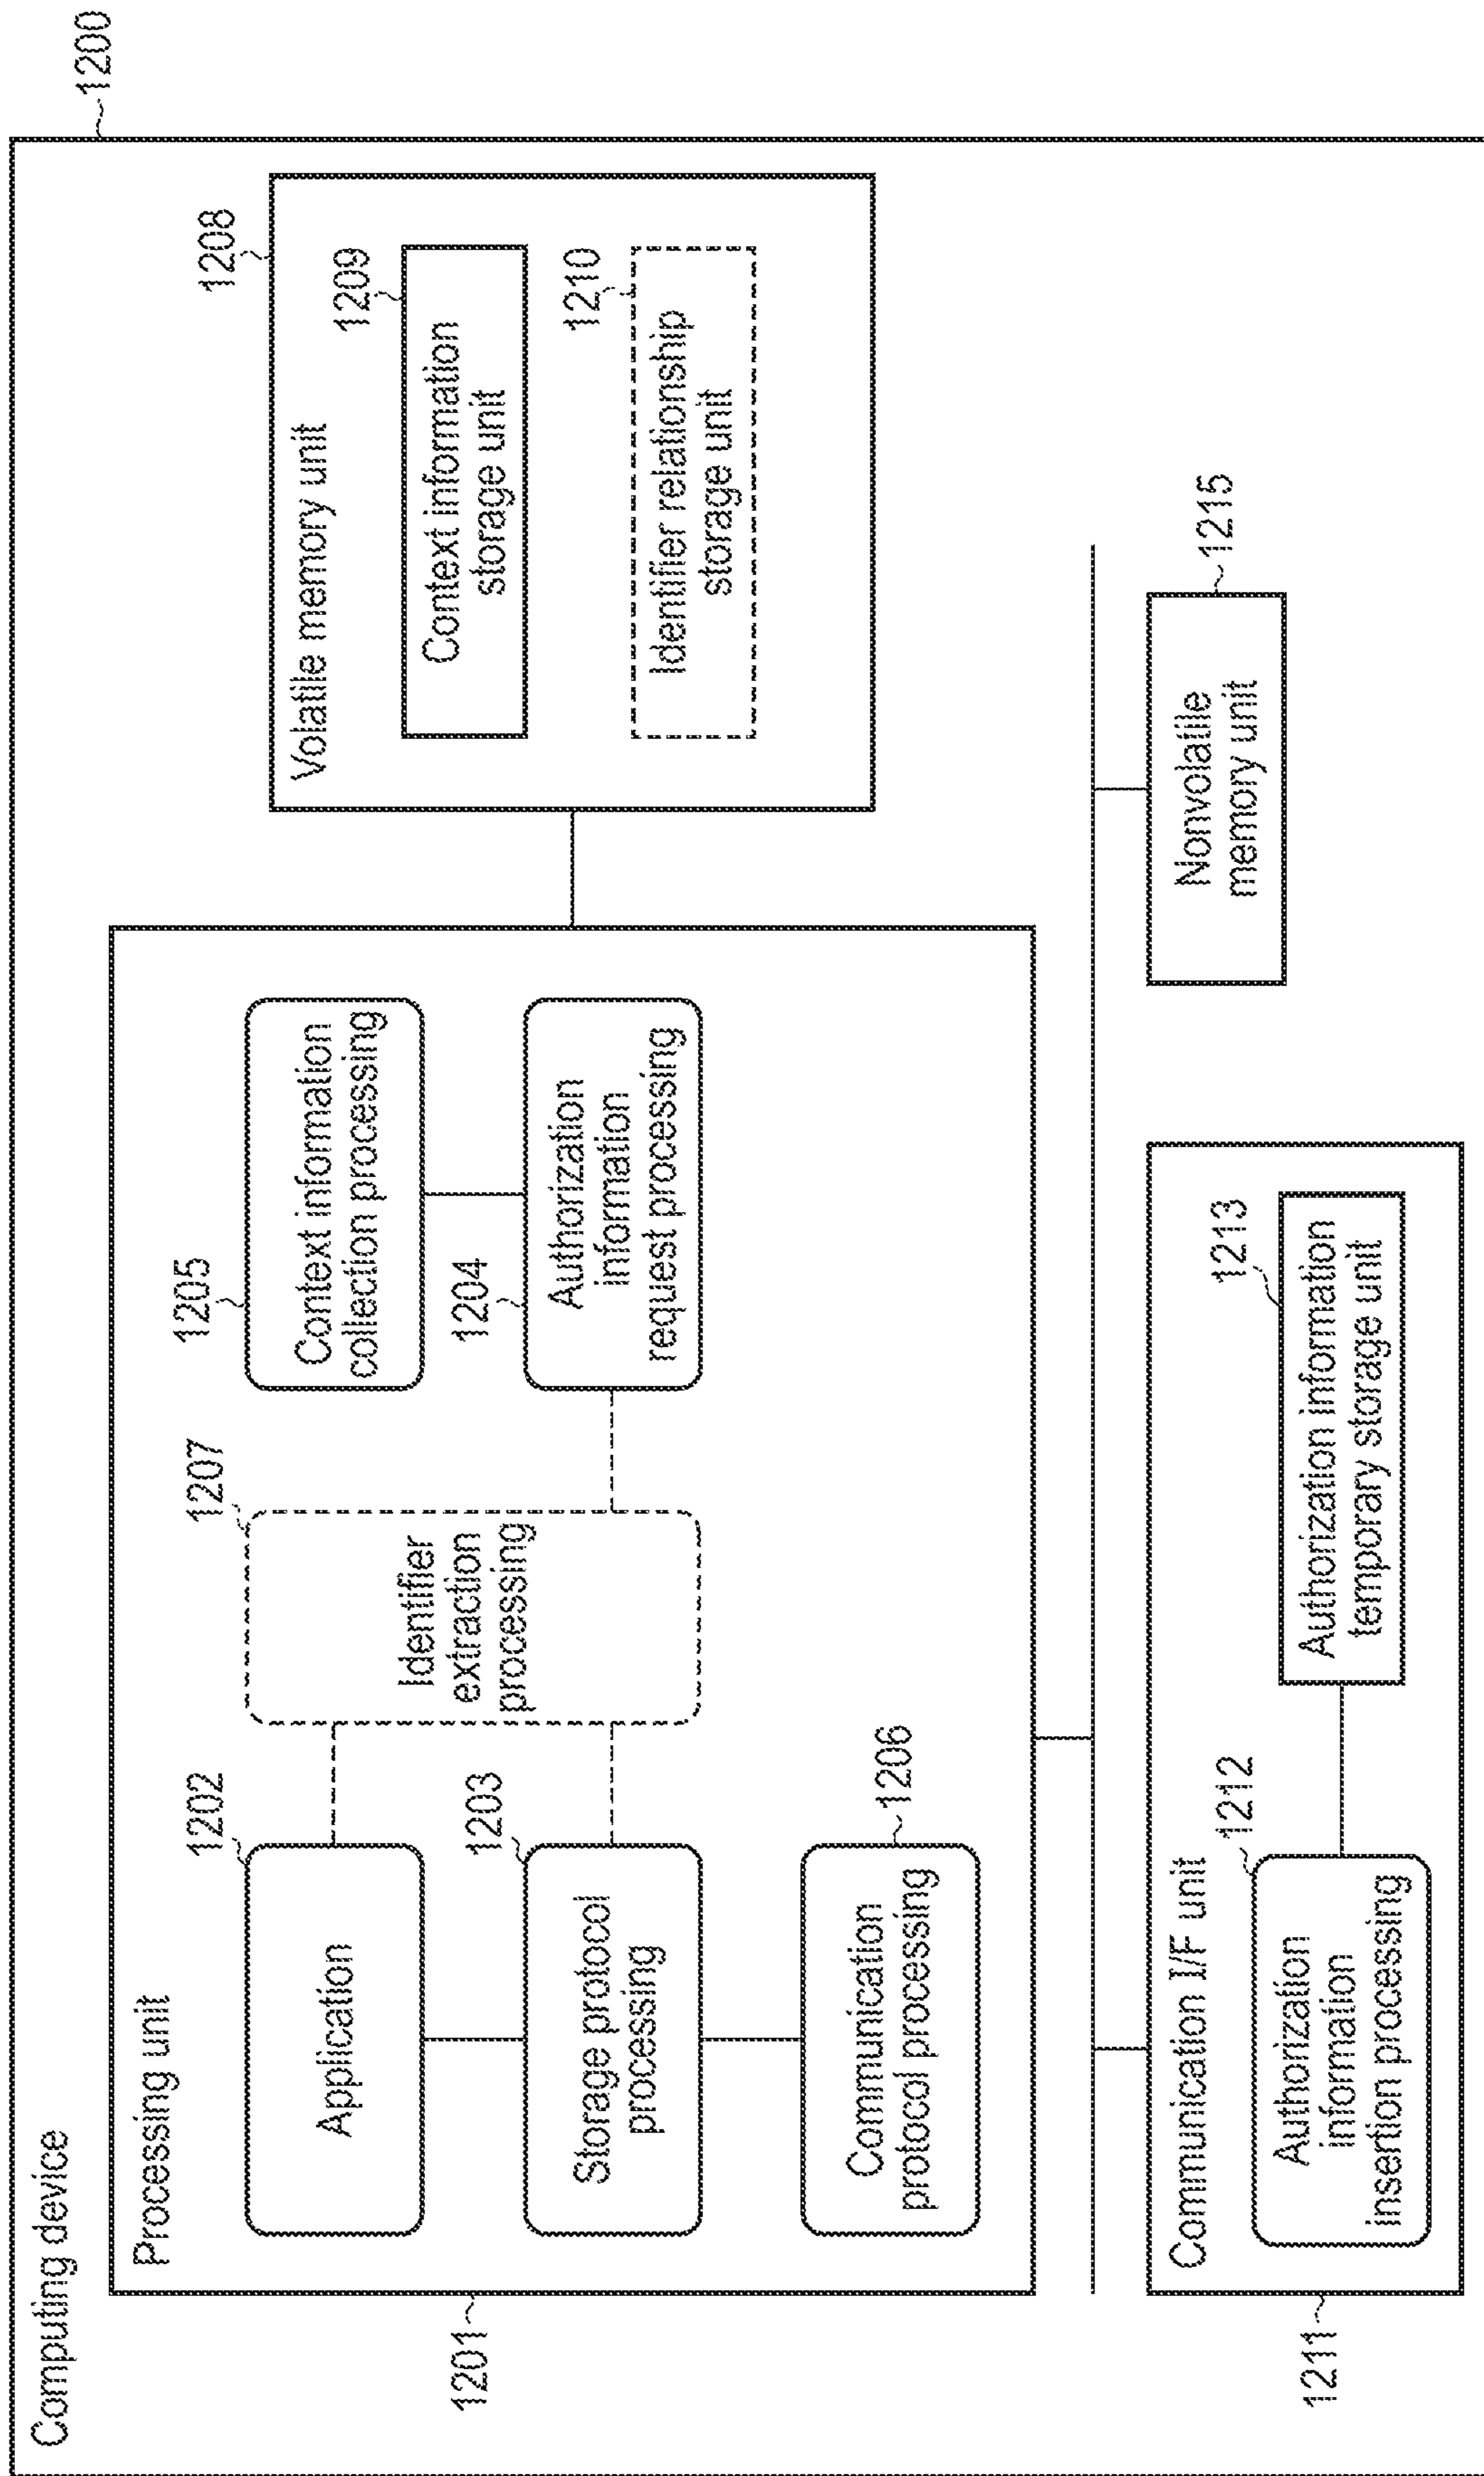 Computing device
1200
Processing unit
1201
1202
Application
1203
Storage protocol
processing
1206
Communication
protocol processing
1207
Identifier
extraction
processing
1205
Context information
collection processing
1204
Authorization
information
request processing
Volatile memory unit
1208
1209
Context information
storage unit
1210
Identifier relationship
storage unit
Communication I/F unit
1211
1212
Authorization
information
insertion processing
1213
Authorization information
temporary storage unit
1215
Nonvolatile
memory unit